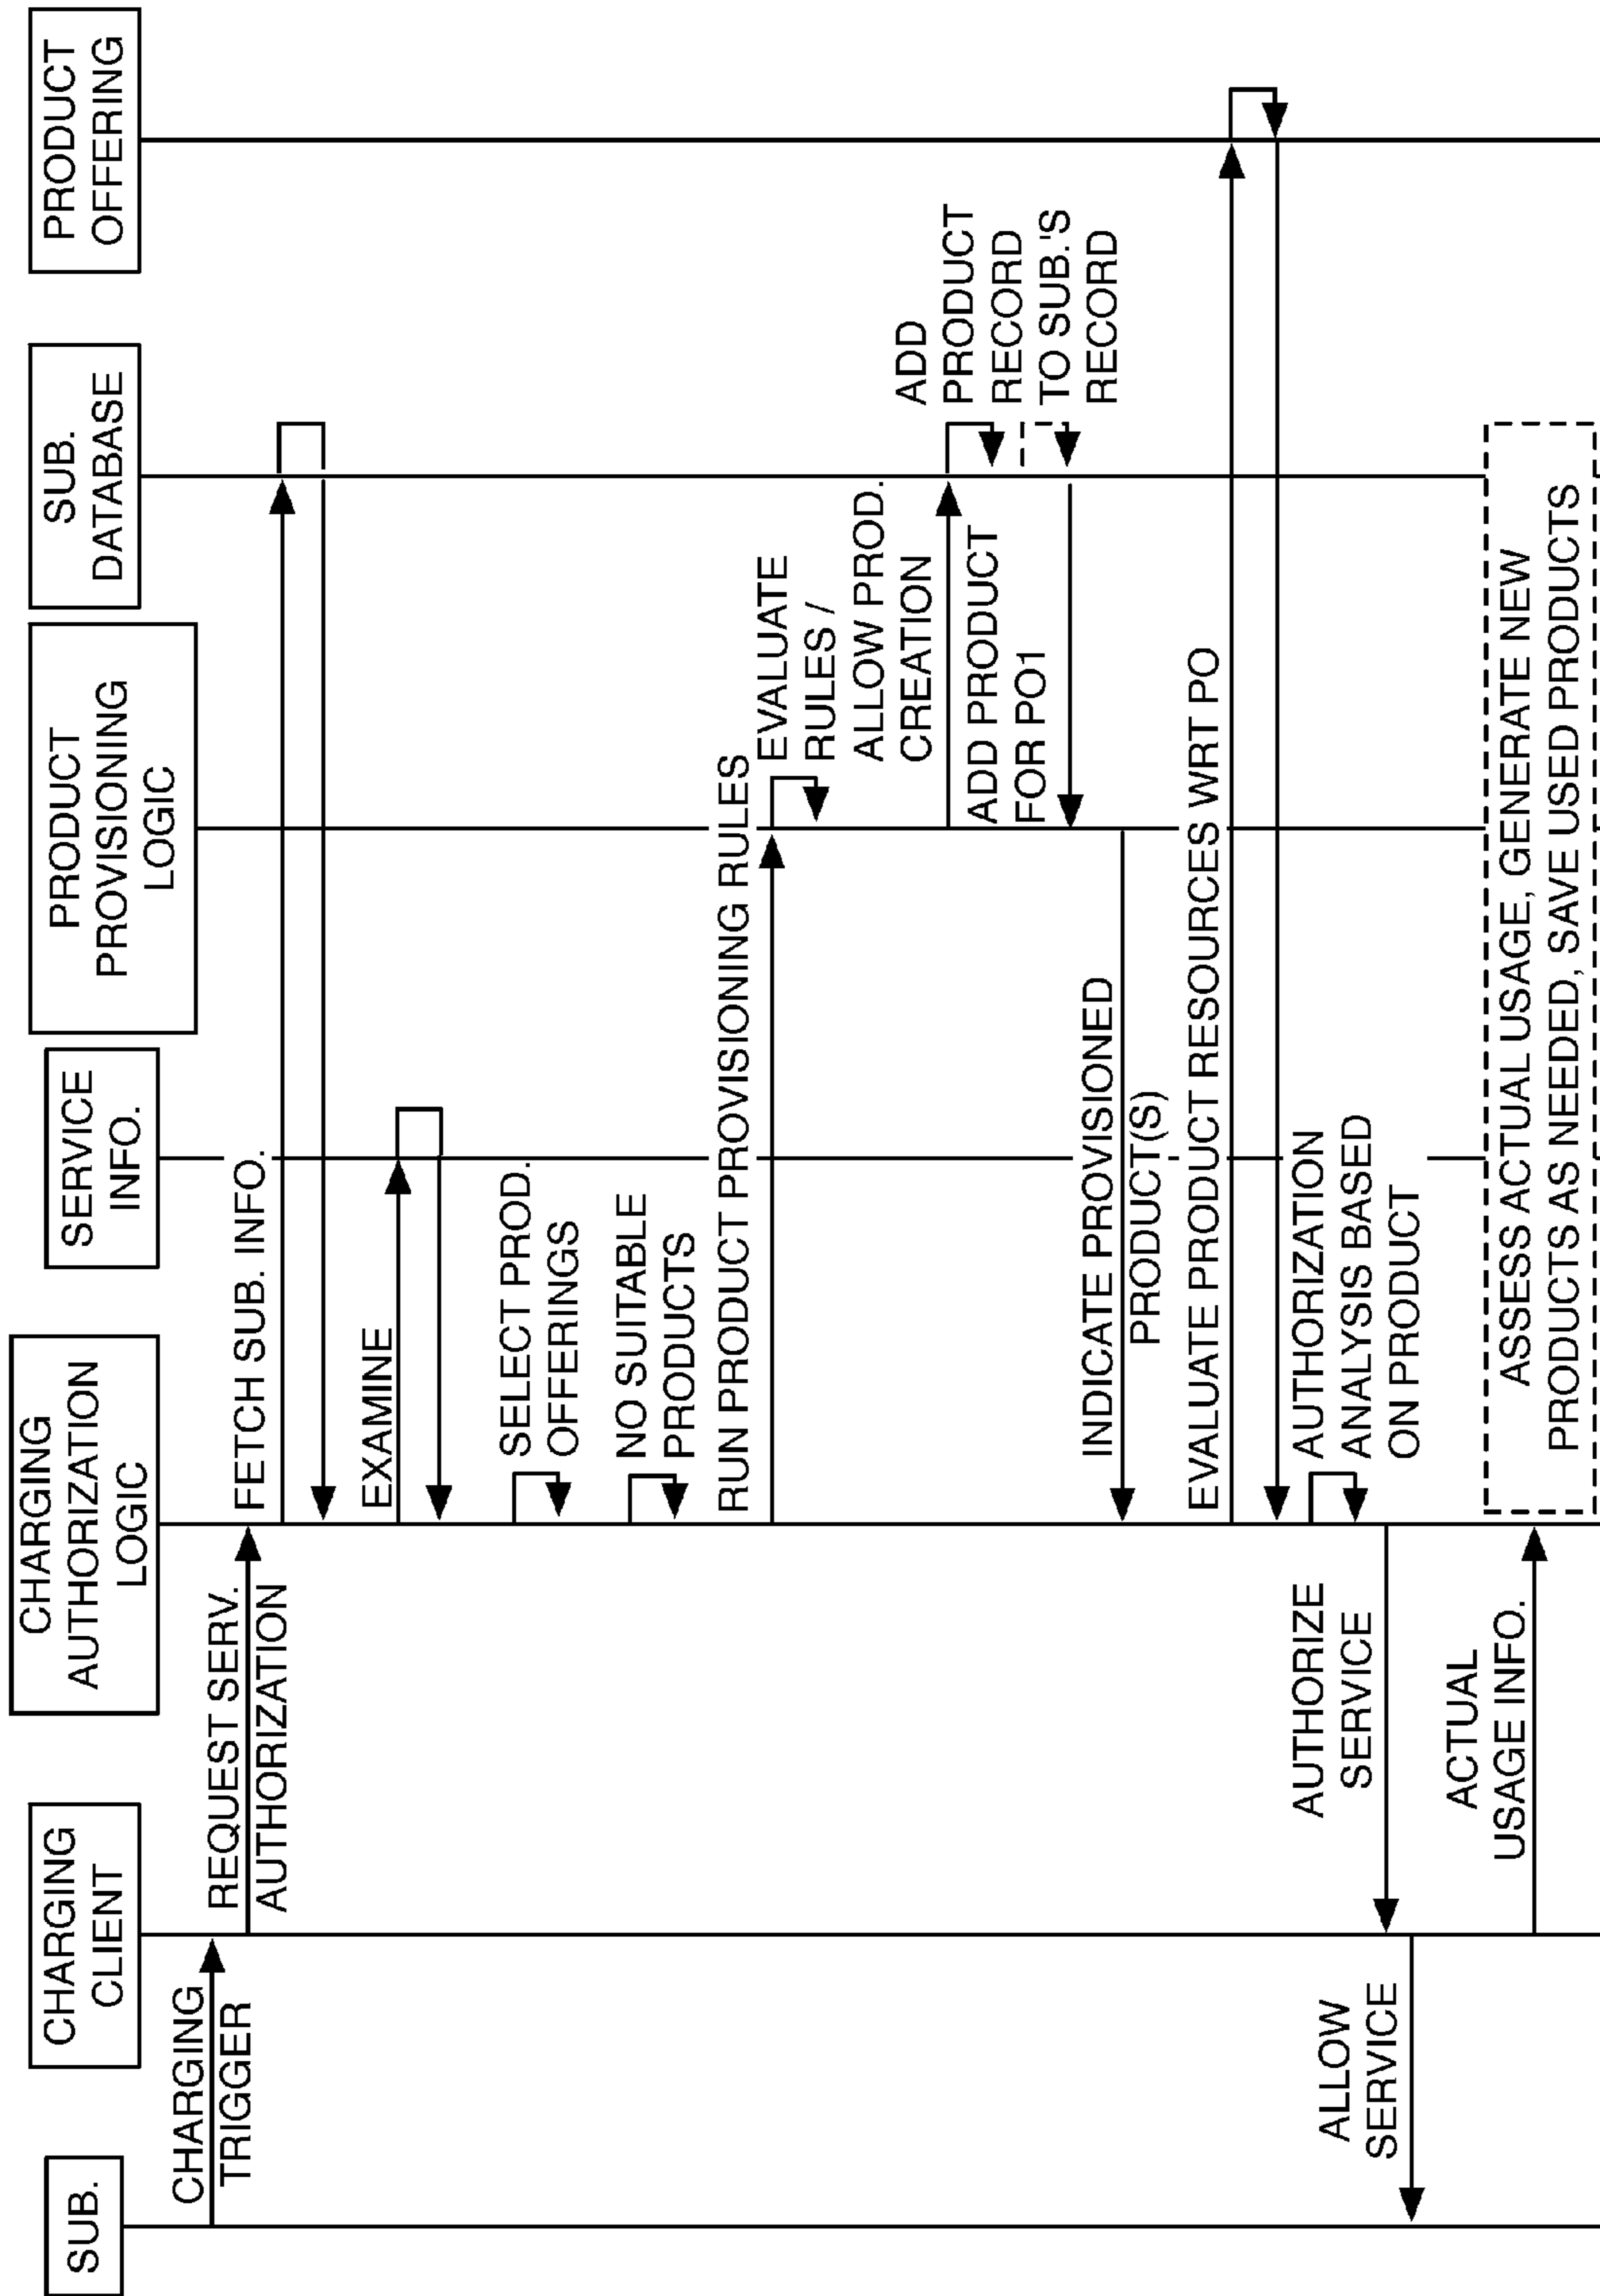 SUB.
CHARGING
CLIENT
CHARGING
AUTHORIZATION
LOGIC
SERVICE
INFO.
PRODUCT
PROVISIONING
LOGIC
SUB.
DATABASE
PRODUCT
OFFERING
CHARGING
TRIGGER
REQUEST SERV.
AUTHORIZATION
FETCH SUB. INFO.
EXAMINE
SELECT PROD.
OFFERINGS
NO SUITABLE
PRODUCTS
RUN PRODUCT PROVISIONING RULES
EVALUATE
RULES /
ALLOW PROD.
CREATION
ADD PRODUCT
FOR PO1
ADD
PRODUCT
RECORD
TO SUB.'S
RECORD
INDICATE PROVISIONED
PRODUCT(S)
EVALUATE PRODUCT RESOURCES WRT PO
AUTHORIZATION
ANALYSIS BASED
ON PRODUCT
AUTHORIZE
SERVICE
ALLOW
SERVICE
ACTUAL
USAGE INFO.
ASSESS ACTUAL USAGE, GENERATE NEW
PRODUCTS AS NEEDED, SAVE USED PRODUCTS